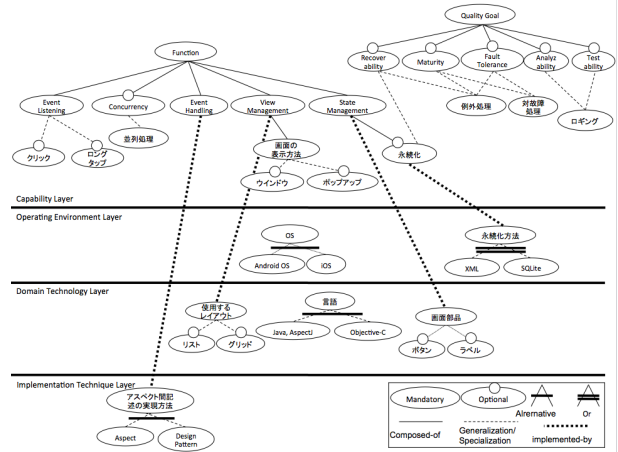 Quality Goal
Function
Recover
ability
Maturity
Fault
Tolerance
Analyz
ability
Test
ability
Event
Listening
Concurrency
Event
Handling
View
Management
State
Management
例外処理
対故障
処理
ロギング
クリック
ロング
タップ
並列処理
画面の
表示方法
永続化
ウインドウ
ポップアップ
Capability Layer
Operating Environment Layer
OS
永続化方法
Android OS
iOS
XML
SQLite
Domain Technology Layer
使用する
レイアウト
言語
画面部品
リスト
グリッド
Java, AspectJ
Objective-C
ボタン
ラベル
Implementation Technique Layer
アスペクト間記
述の実現方法
Aspect
Design
Pattern
Mandatory
Optional
Alrernative
Or
Composed-of
Generalization/
Specialization
implemented-by